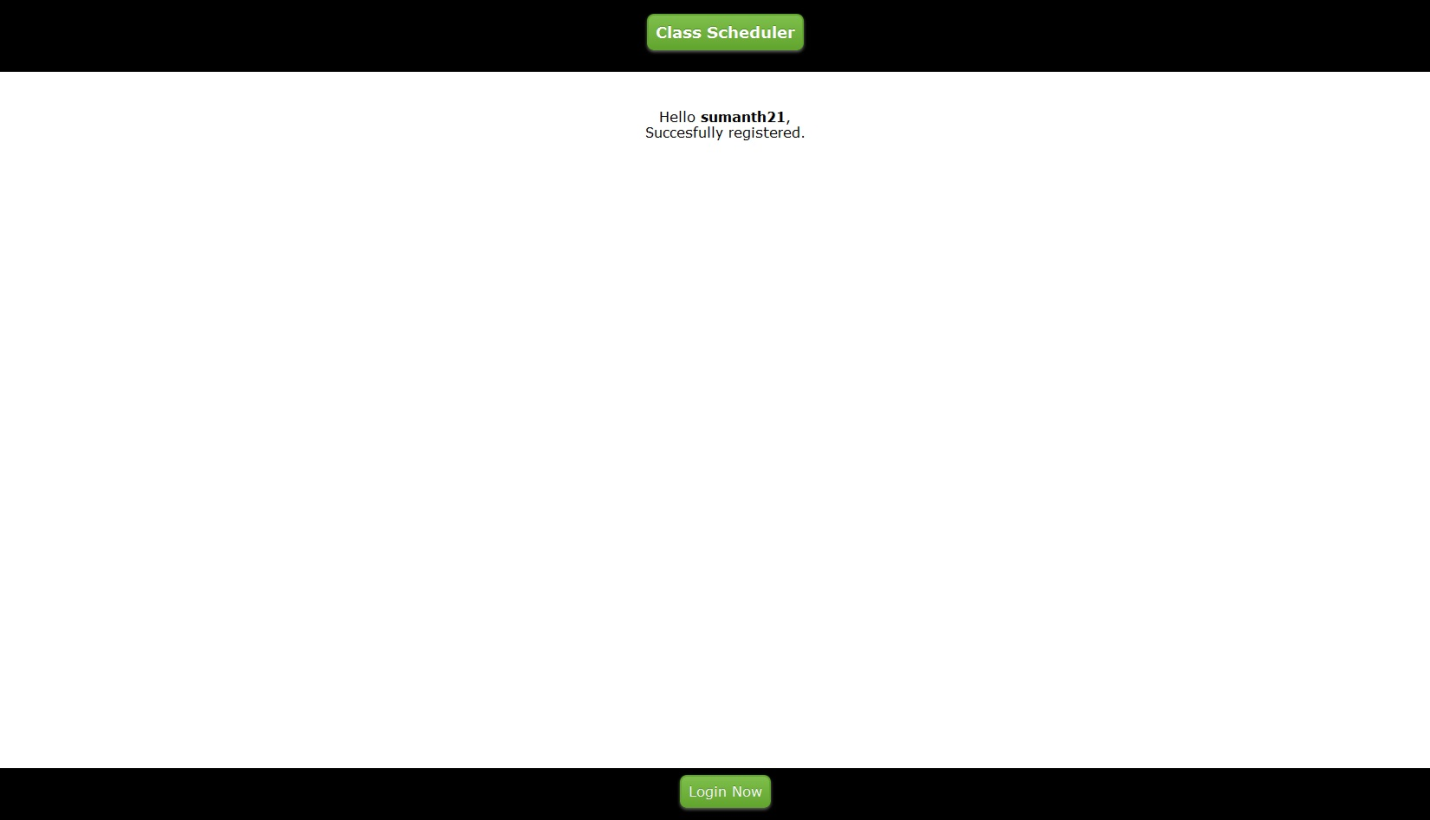 Class Scheduler
Hello sumanth21,
Succesfully registered.
Login Now